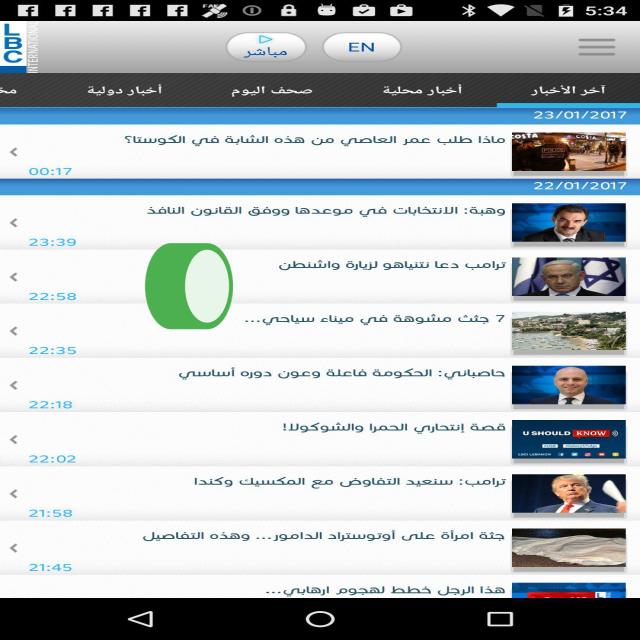 FAKE
5:34
LBC
INTERNATIONAL
مباشر
EN
آخر الأخبار
أخبار محلية
صحف اليوم
أخبار دولية
مخ
23/01/2017
ماذا طلب عمر العاصي من هذه الشابة في الكوستا؟
00:17
22/01/2017
وهبة: الانتخابات في موعدها ووفق القانون النافذ
23:39
ترامب دعا نتنياهو لزيارة واشنطن
22:58
7 جثث مشوهة في ميناء سياحي...
22:35
حاصباني: الحكومة فاعلة وعون دوره أساسي
22:18
قصة إنتحاري الحمرا والشوكولا!
U SHOULD KNOW
22:02
ترامب: سنعيد التفاوض مع المكسيك وكندا
21:58
جثة امرأة على أوتوستراد الدامور... وهذه التفاصيل
21:45
هذا الرجل خطط لهجوم ارهابي...